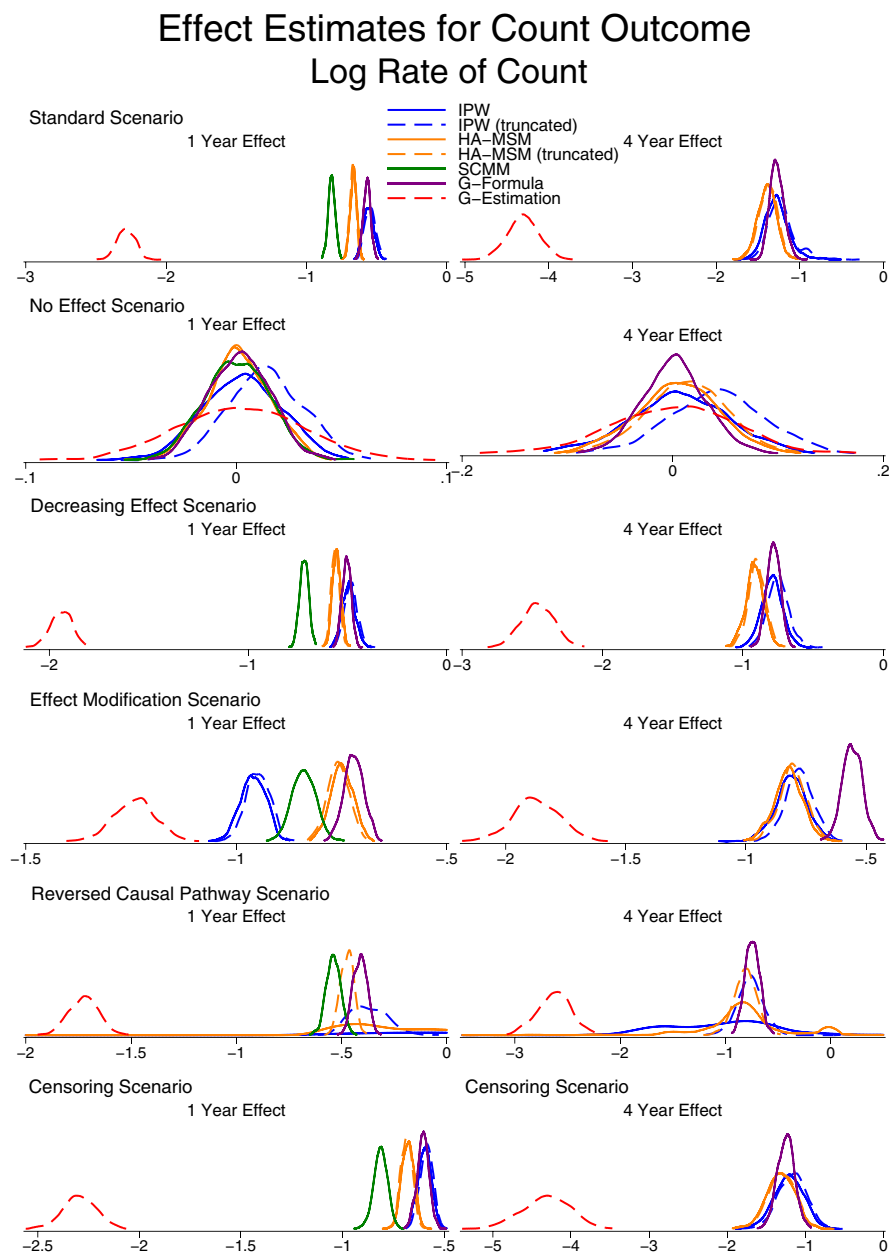 Effect Estimates for Count Outcome
Log Rate of Count
IPW
IPW (truncated)
HA−MSM
HA−MSM (truncated)
SCMM
G−Formula
G−Estimation
Standard Scenario
1 Year Effect
4 Year Effect
−3 −2 −1 0
−5 −4 −3 −2 −1 0
No Effect Scenario
1 Year Effect
4 Year Effect
−.1 0 .1
−.2 0 .2
Decreasing Effect Scenario
1 Year Effect
4 Year Effect
−2 −1 0
−3 −2 −1 0
Effect Modification Scenario
1 Year Effect
4 Year Effect
−1.5 −1 −.5
−2 −1.5 −1 −.5
Reversed Causal Pathway Scenario
1 Year Effect
4 Year Effect
−2 −1.5 −1 −.5 0
−3 −2 −1 0
Censoring Scenario
Censoring Scenario
1 Year Effect
4 Year Effect
−2.5 −2 −1.5 −1 −.5
−5 −4 −3 −2 −1 0